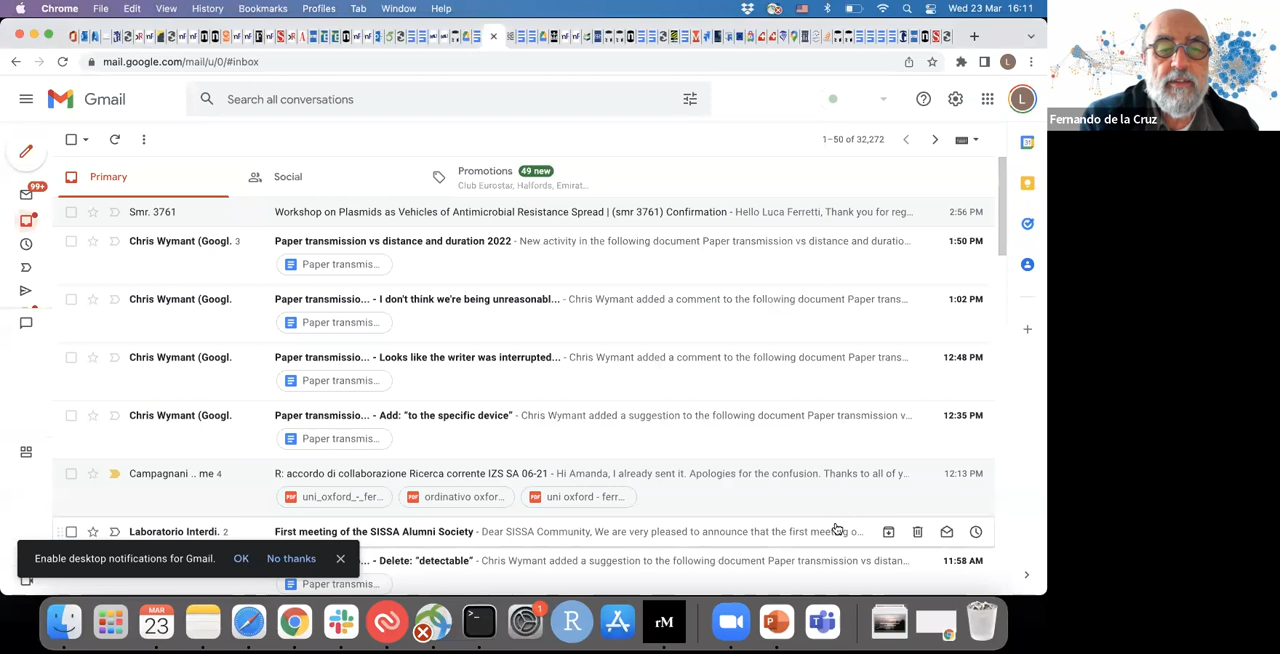 Chrome File Edit View History Bookmarks Profiles Tab Window Help Wed 23 Mar 16:11
mail.google.com/mail/u/0/#inbox
L
Gmail Search all conversations L
1–50 of 32,272
Primary Social Promotions 49 new
Club Eurostar, Halfords, Emirat...
99+
Smr. 3761 Workshop on Plasmids as Vehicles of Antimicrobial Resistance Spread | (smr 3761) Confirmation - Hello Luca Ferretti, Thank you for reg... 2:56 PM
Chris Wymant (Googl. 3 Paper transmission vs distance and duration 2022 - New activity in the following document Paper transmission vs distance and duratio... 1:50 PM
Paper transmis...
Chris Wymant (Googl. Paper transmissio... - I don't think we're being unreasonabl... - Chris Wymant added a comment to the following document Paper trans... 1:02 PM
Paper transmis...
Chris Wymant (Googl. Paper transmissio... - Looks like the writer was interrupted... - Chris Wymant added a comment to the following document Paper trans... 12:48 PM
Paper transmis...
Chris Wymant (Googl. Paper transmissio... - Add: “to the specific device” - Chris Wymant added a suggestion to the following document Paper transmission v... 12:35 PM
Paper transmis...
Campagnani .. me 4 R: accordo di collaborazione Ricerca corrente IZS SA 06-21 - Hi Amanda, I already sent it. Apologies for the confusion. Thanks to all of y... 12:13 PM
PDF uni_oxford_-_fer... PDF ordinativo oxfor... PDF uni oxford - ferr...
Laboratorio Interdi. 2 First meeting of the SISSA Alumni Society - Dear SISSA Community, We are very pleased to announce that the first meeting o...
Enable desktop notifications for Gmail. OK No thanks
... - Delete: “detectable” - Chris Wymant added a suggestion to the following document Paper transmission vs distan... 11:58 AM
Paper transmis...
MAR
23
1
R
rM
P
T
Fernando de la Cruz